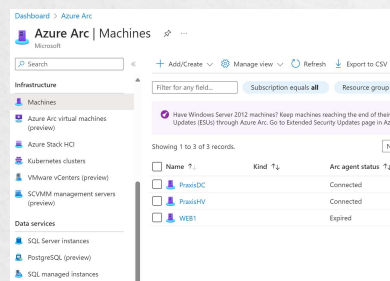 Dashboard > Azure Arc >
Azure Arc | Machines
Microsoft
Search
Infrastructure
Machines
Azure Arc virtual machines
(preview)
Azure Stack HCI
Kubernetes clusters
VMware vCenters (preview)
SCVMM management servers
(preview)
Data services
SQL Server instances
PostgreSQL (preview)
SQL managed instances
Add/Create Manage view Refresh Export to CSV
Filter for any field... Subscription equals all Resource group
Have Windows Server 2012 machines? Keep machines reaching the end of their
Updates (ESUs) through Azure Arc. Go to Extended Security Updates page in Az
Showing 1 to 3 of 3 records.
Name ↑ Kind ↑↓ Arc agent status ↑↓
PraxisDC Connected
PraxisHV Connected
WEB1 Expired